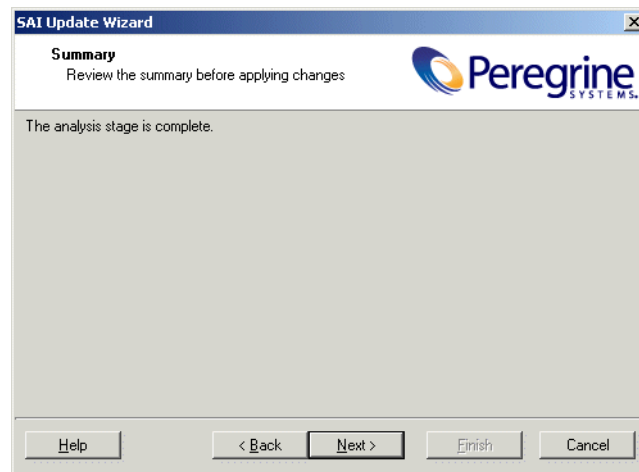 SAI Update Wizard
Summary
Review the summary before applying changes
Peregrine
SYSTEMS.
The analysis stage is complete.
Help
< Back
Next >
Finish
Cancel